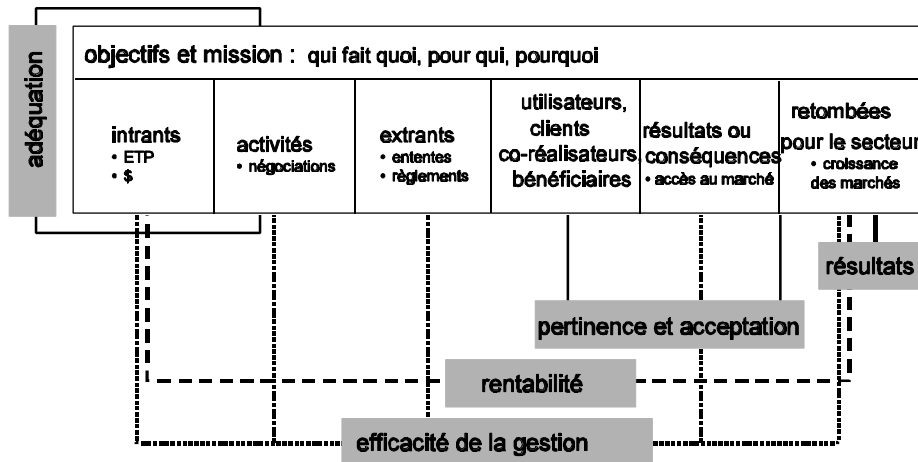 adéquation
objectifs et mission : qui fait quoi, pour qui, pourquoi
intrants
• ETP
• $
activités
• négociations
extrants
• ententes
• règlements
utilisateurs,
clients
co-réalisateurs,
bénéficiaires
résultats ou
conséquences
• accès au marché
retombées
pour le secteur
• croissance
des marchés
résultats
pertinence et acceptation
rentabilité
efficacité de la gestion